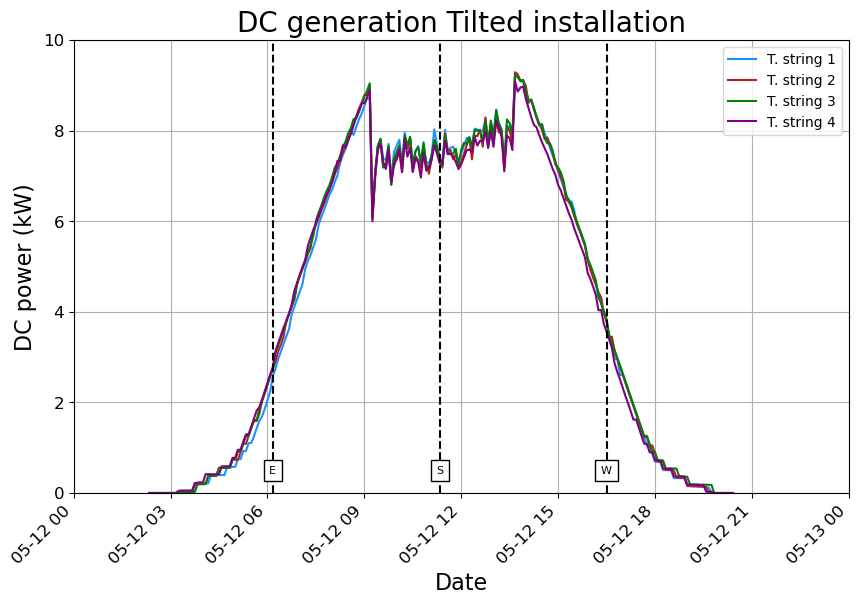 DC generation Tilted installation
10
8
6
4
2
0
DC power (kW)
T. string 1
T. string 2
T. string 3
T. string 4
E
S
W
05-12 00
05-12 03
05-12 06
05-12 09
05-12 12
05-12 15
05-12 18
05-12 21
05-13 00
Date